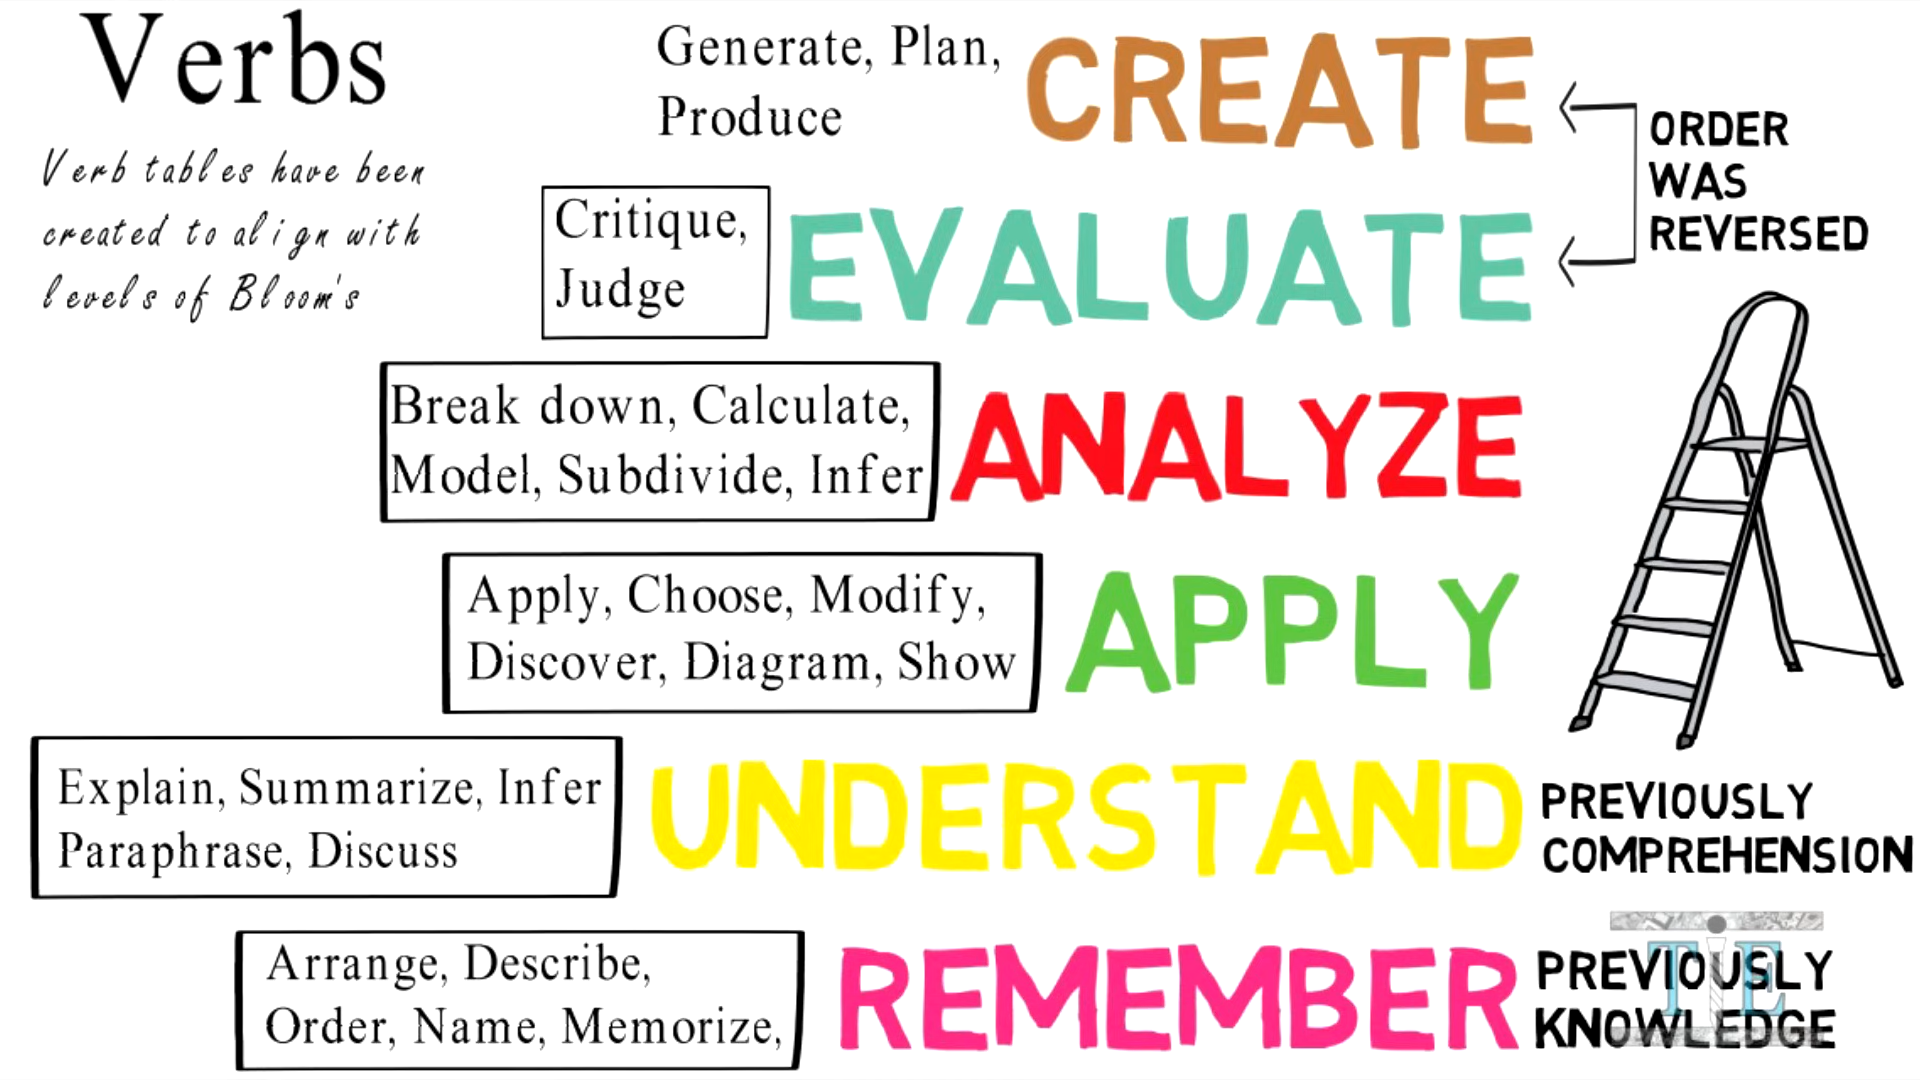 Verbs
Verb tables have been
created to align with
levels of Bloom's
Generate, Plan,
Produce
CREATE
ORDER
WAS
REVERSED
Critique,
Judge
EVALUATE
Break down, Calculate,
Model, Subdivide, Infer
ANALYZE
Apply, Choose, Modify,
Discover, Diagram, Show
APPLY
Explain, Summarize, Infer
Paraphrase, Discuss
UNDERSTAND
PREVIOUSLY
COMPREHENSION
Arrange, Describe,
Order, Name, Memorize,
REMEMBER
PREVIOUSLY
KNOWLEDGE
TiE